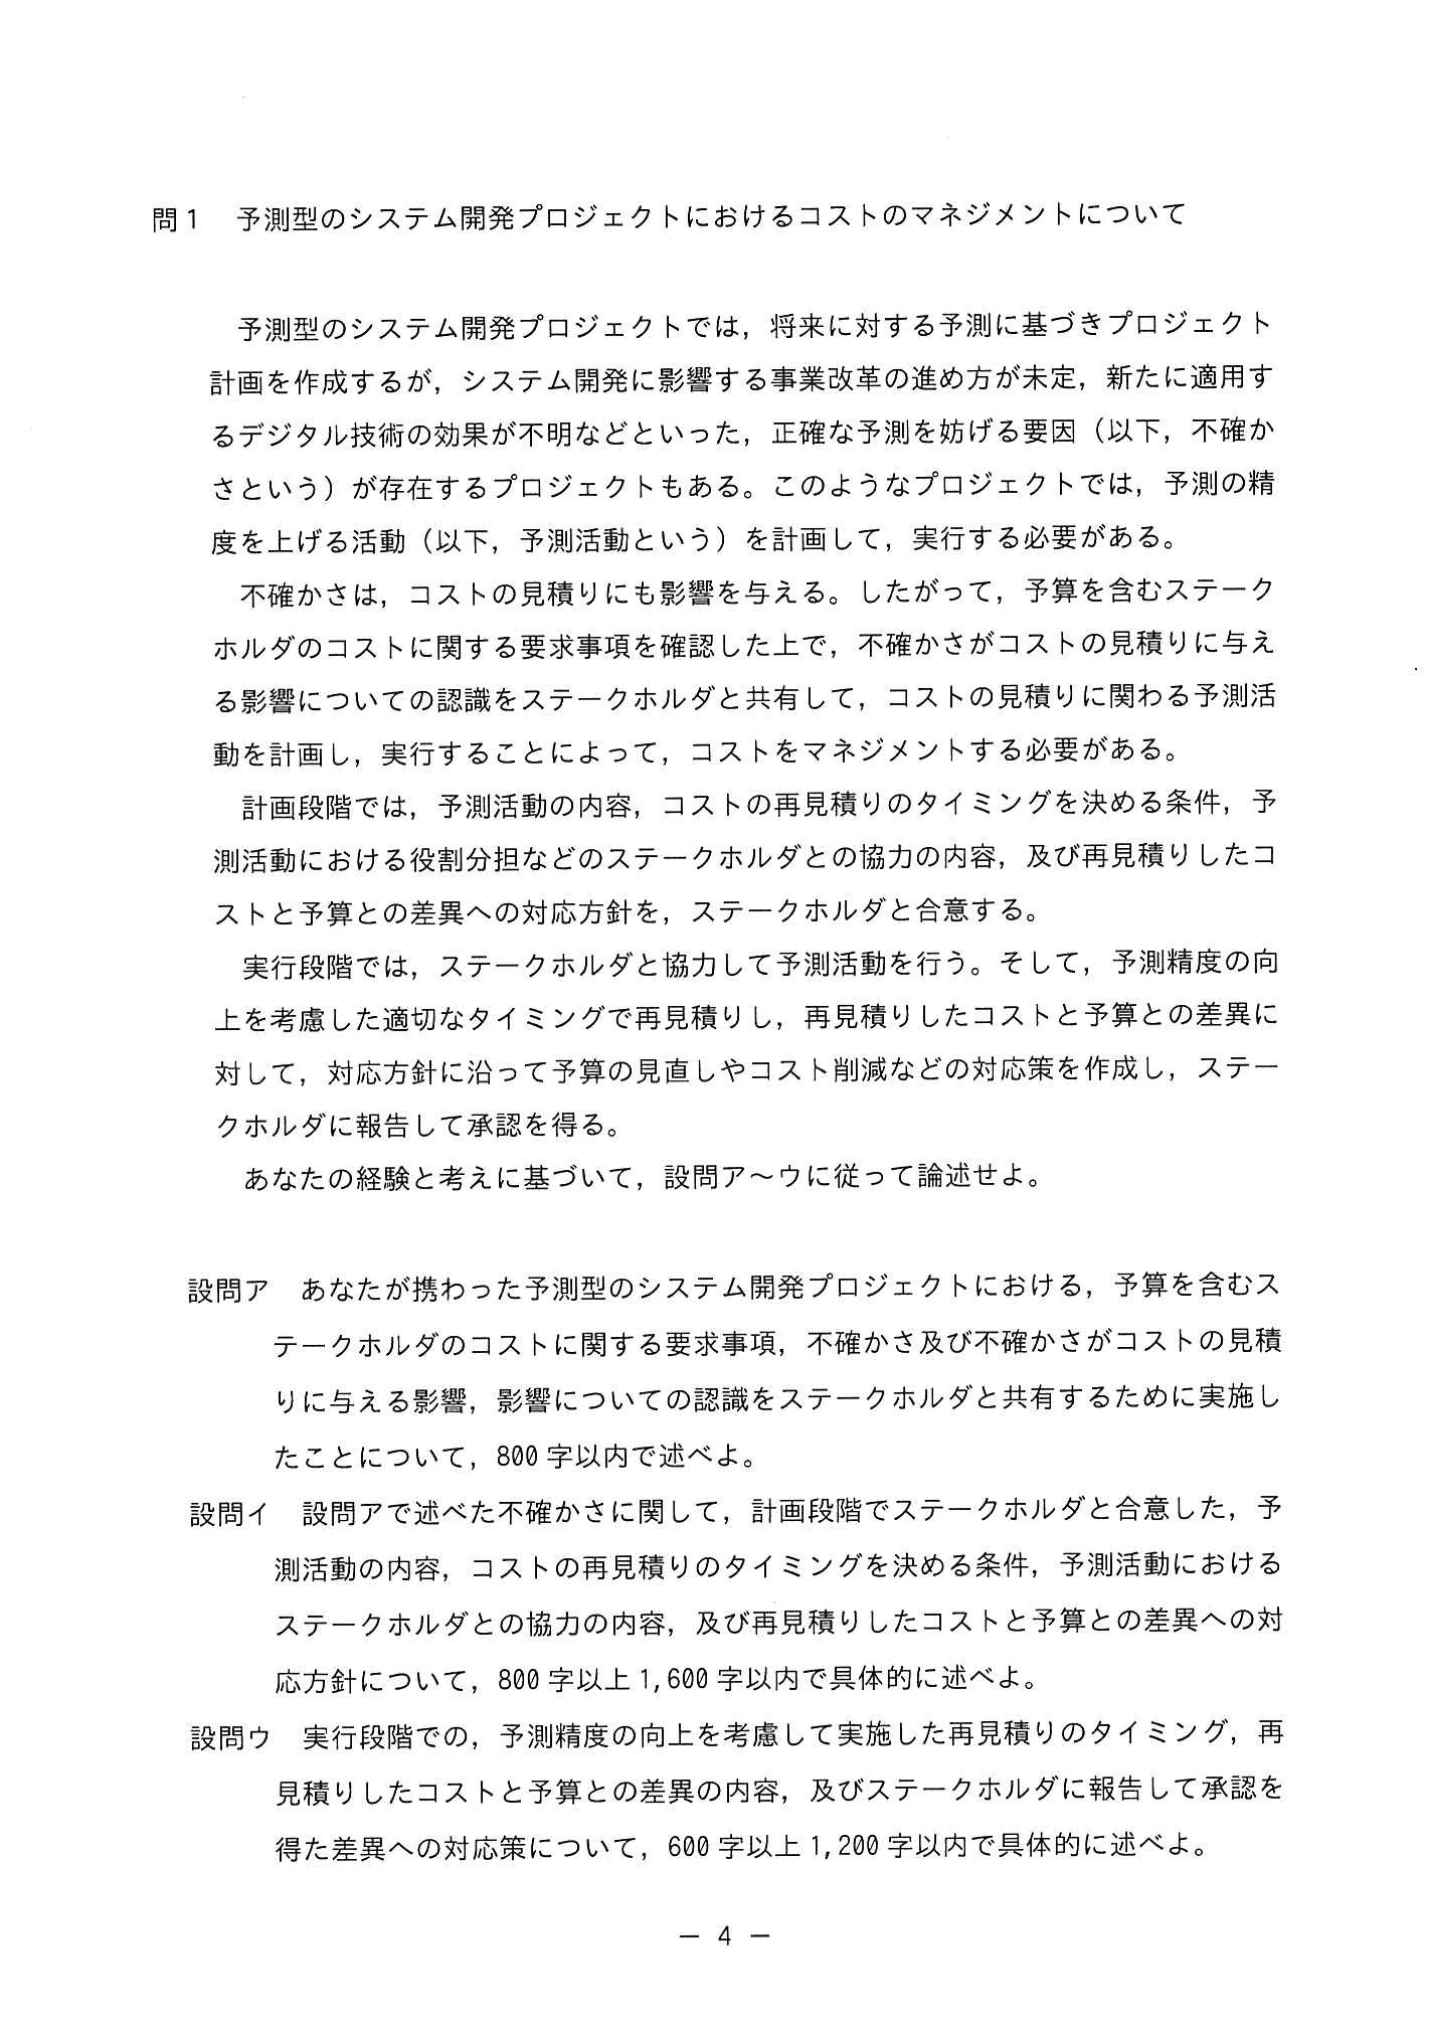 問1 予測型のシステム開発プロジェクトにおけるコストのマネジメントについて
予測型のシステム開発プロジェクトでは，将来に対する予測に基づきプロジェクト
計画を作成するが，システム開発に影響する事業改革の進め方が未定，新たに適用す
るデジタル技術の効果が不明などといった，正確な予測を妨げる要因（以下，不確か
さという）が存在するプロジェクトもある。このようなプロジェクトでは，予測の精
度を上げる活動（以下，予測活動という）を計画して，実行する必要がある。
不確かさは，コストの見積りにも影響を与える。したがって，予算を含むステーク
ホルダのコストに関する要求事項を確認した上で，不確かさがコストの見積りに与え
る影響についての認識をステークホルダと共有して，コストの見積りに関わる予測活
動を計画し，実行することによって，コストをマネジメントする必要がある。
計画段階では，予測活動の内容，コストの再見積りのタイミングを決める条件，予
測活動における役割分担などのステークホルダとの協力の内容，及び再見積りしたコ
ストと予算との差異への対応方針を，ステークホルダと合意する。
実行段階では，ステークホルダと協力して予測活動を行う。そして，予測精度の向
上を考慮した適切なタイミングで再見積りし，再見積りしたコストと予算との差異に
対して，対応方針に沿って予算の見直しやコスト削減などの対応策を作成し，ステー
クホルダに報告して承認を得る。
あなたの経験と考えに基づいて，設問ア～ウに従って論述せよ。
設問ア あなたが携わった予測型のシステム開発プロジェクトにおける，予算を含むス
テークホルダのコストに関する要求事項，不確かさ及び不確かさがコストの見積
りに与える影響，影響についての認識をステークホルダと共有するために実施し
たことについて，800字以内で述べよ。
設問イ 設問アで述べた不確かさに関して，計画段階でステークホルダと合意した，予
測活動の内容，コストの再見積りのタイミングを決める条件，予測活動における
ステークホルダとの協力の内容，及び再見積りしたコストと予算との差異への対
応方針について，800字以上1,600字以内で具体的に述べよ。
設問ウ 実行段階での，予測精度の向上を考慮して実施した再見積りのタイミング，再
見積りしたコストと予算との差異の内容，及びステークホルダに報告して承認を
得た差異への対応策について，600字以上1,200字以内で具体的に述べよ。
— 4 —